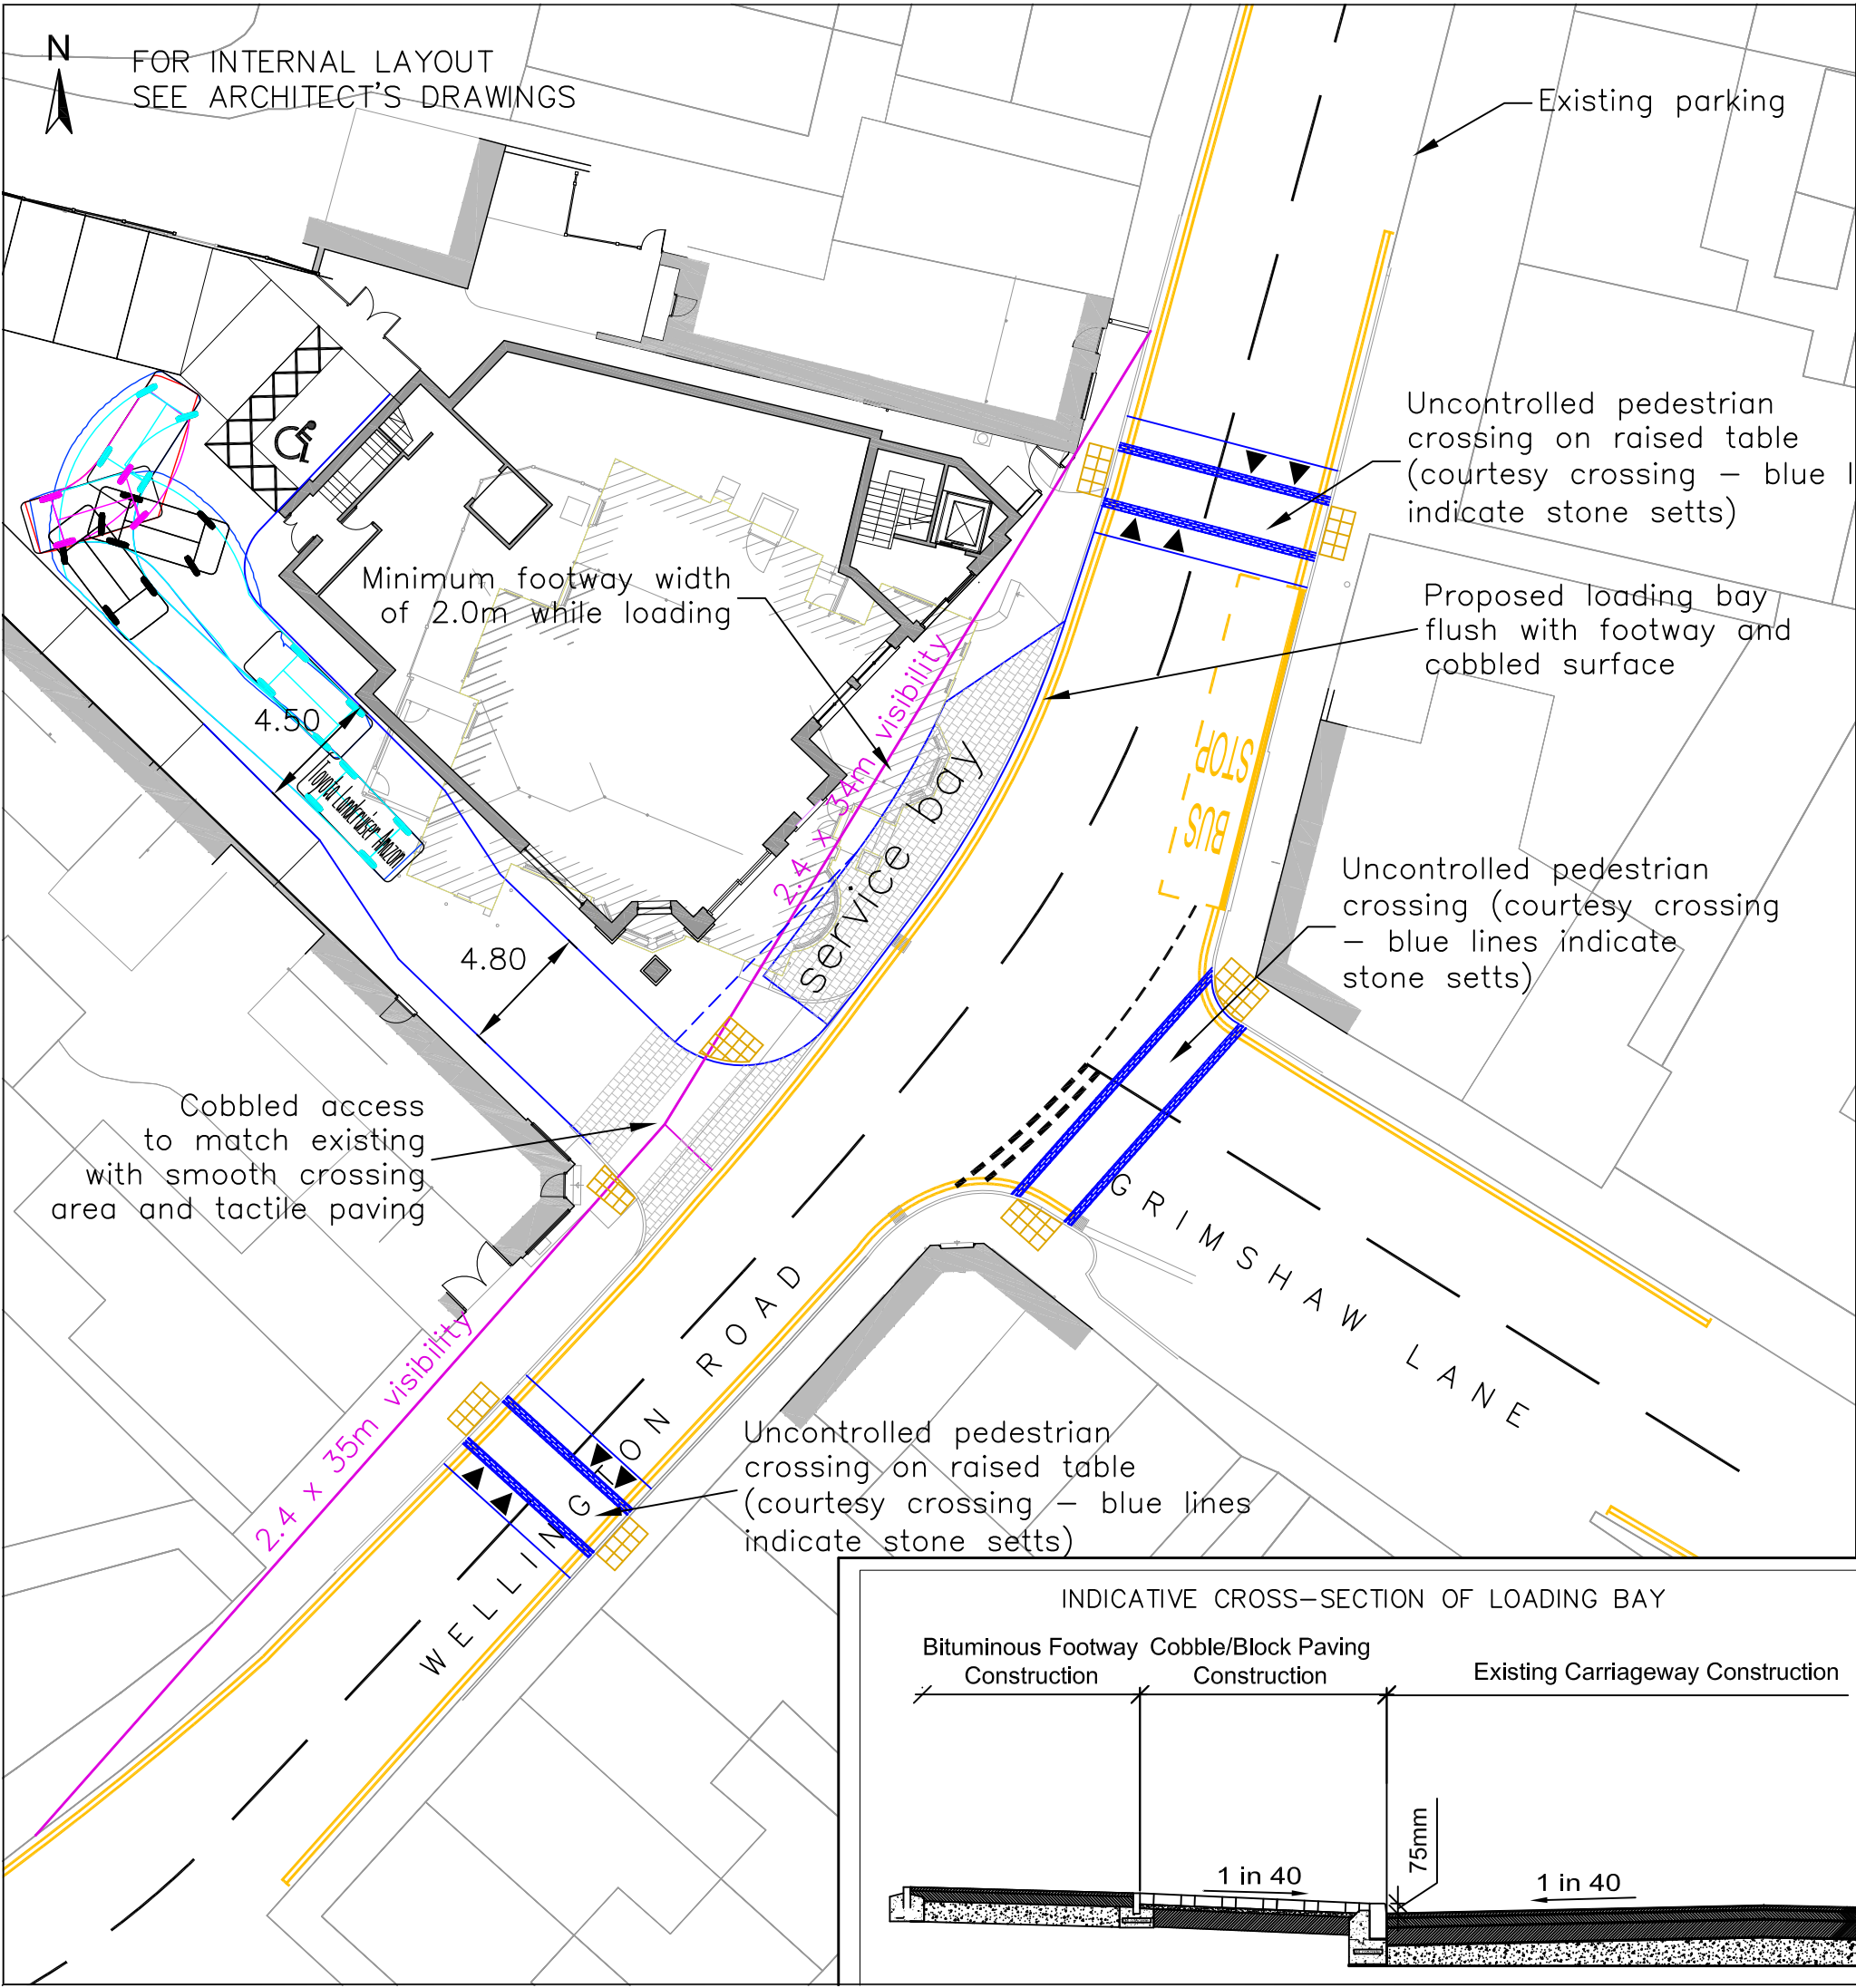 N
FOR INTERNAL LAYOUT
SEE ARCHITECT'S DRAWINGS
Existing parking
Uncontrolled pedestrian
crossing on raised table
(courtesy crossing – blue l
indicate stone setts)
Minimum footway width
of 2.0m while loading
Proposed loading bay
flush with footway and
cobbled surface
2.4 x 34m visibility
service bay
4.50
Toyota Landcruiser Amazon
BUS STOP
4.80
Uncontrolled pedestrian
crossing (courtesy crossing
– blue lines indicate
stone setts)
Cobbled access
to match existing
with smooth crossing
area and tactile paving
GRIMSHAW LANE
2.4 x 35m visibility
WELLINGTON ROAD
Uncontrolled pedestrian
crossing on raised table
(courtesy crossing – blue lines
indicate stone setts)
INDICATIVE CROSS–SECTION OF LOADING BAY
Bituminous Footway
Construction
Cobble/Block Paving
Construction
Existing Carriageway Construction
75mm
1 in 40
1 in 40